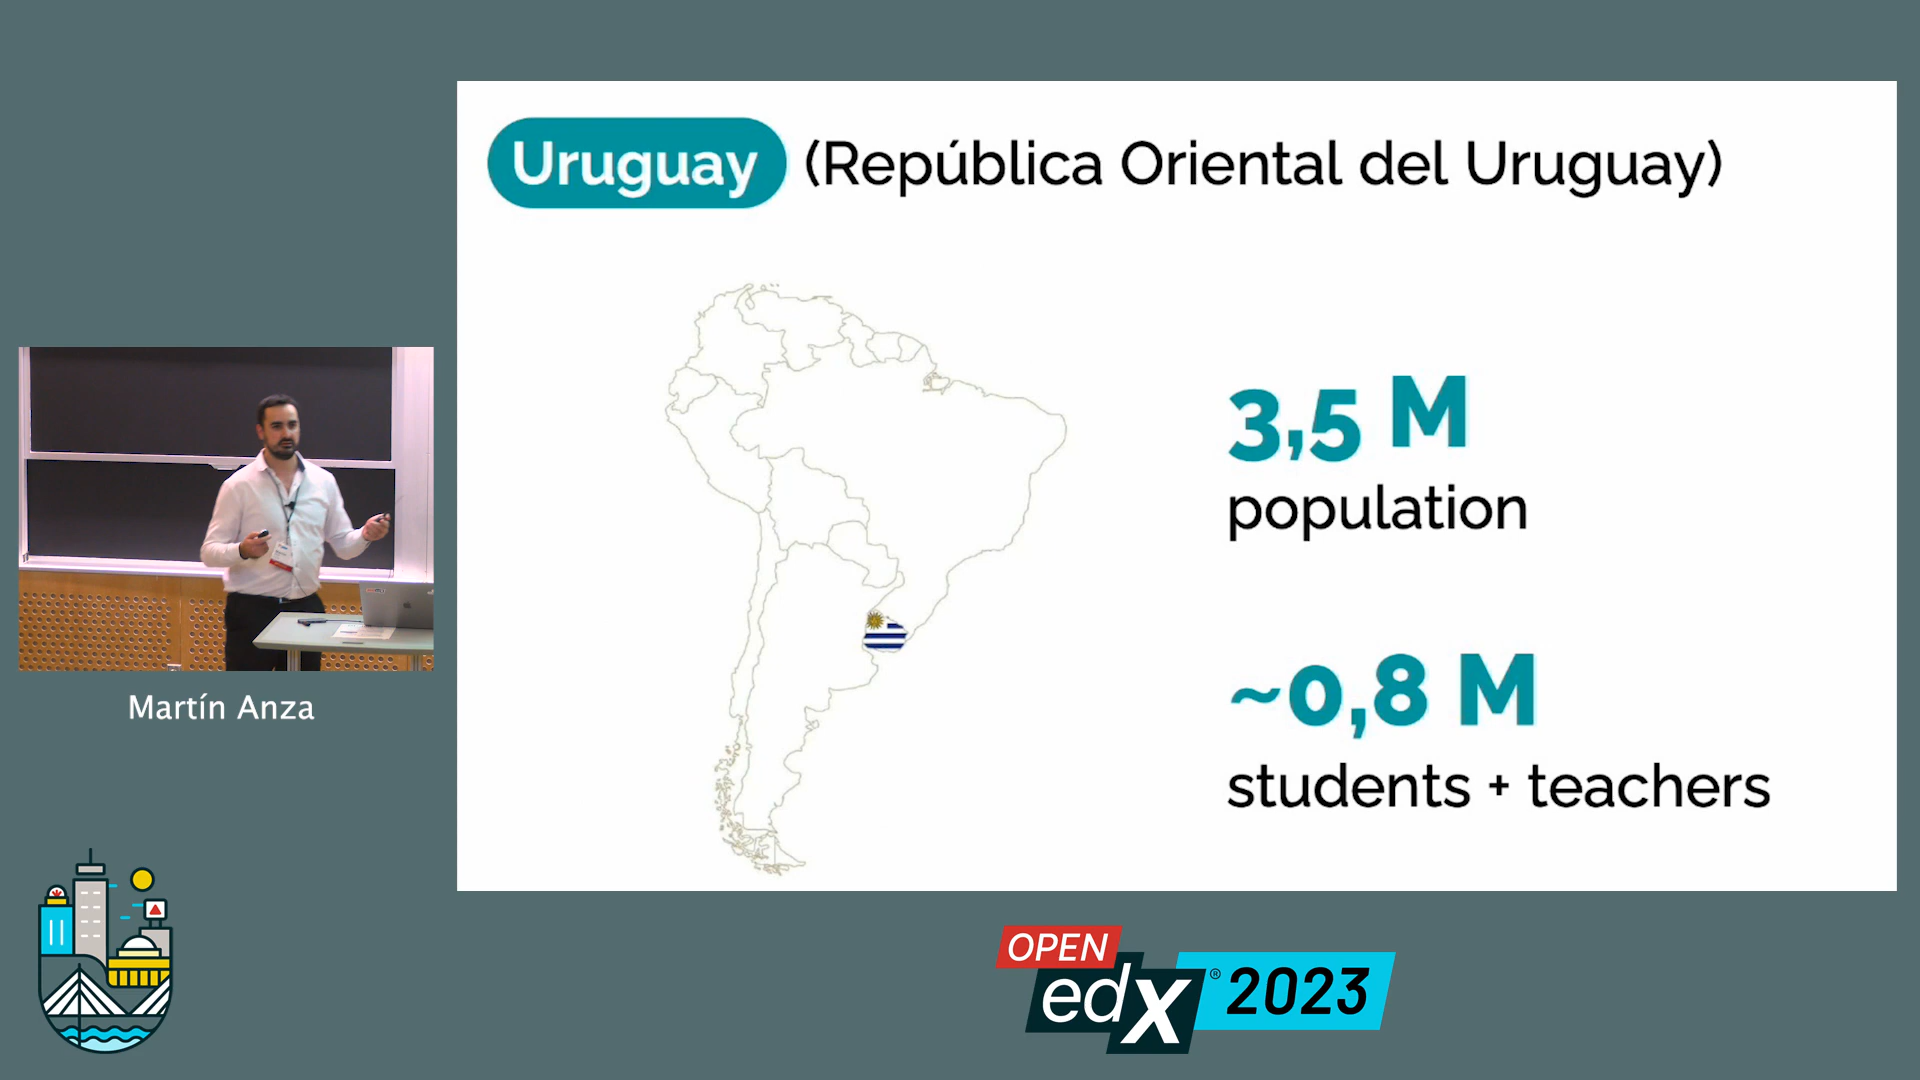 Uruguay (República Oriental del Uruguay)
3,5 M
population
~0,8 M
students + teachers
Martín Anza
OPEN
edX® 2023